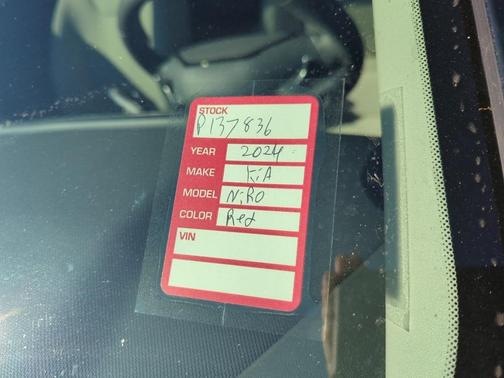 STOCK
P137836
YEAR 2024
MAKE KiA
MODEL NiRO
COLOR Red
VIN